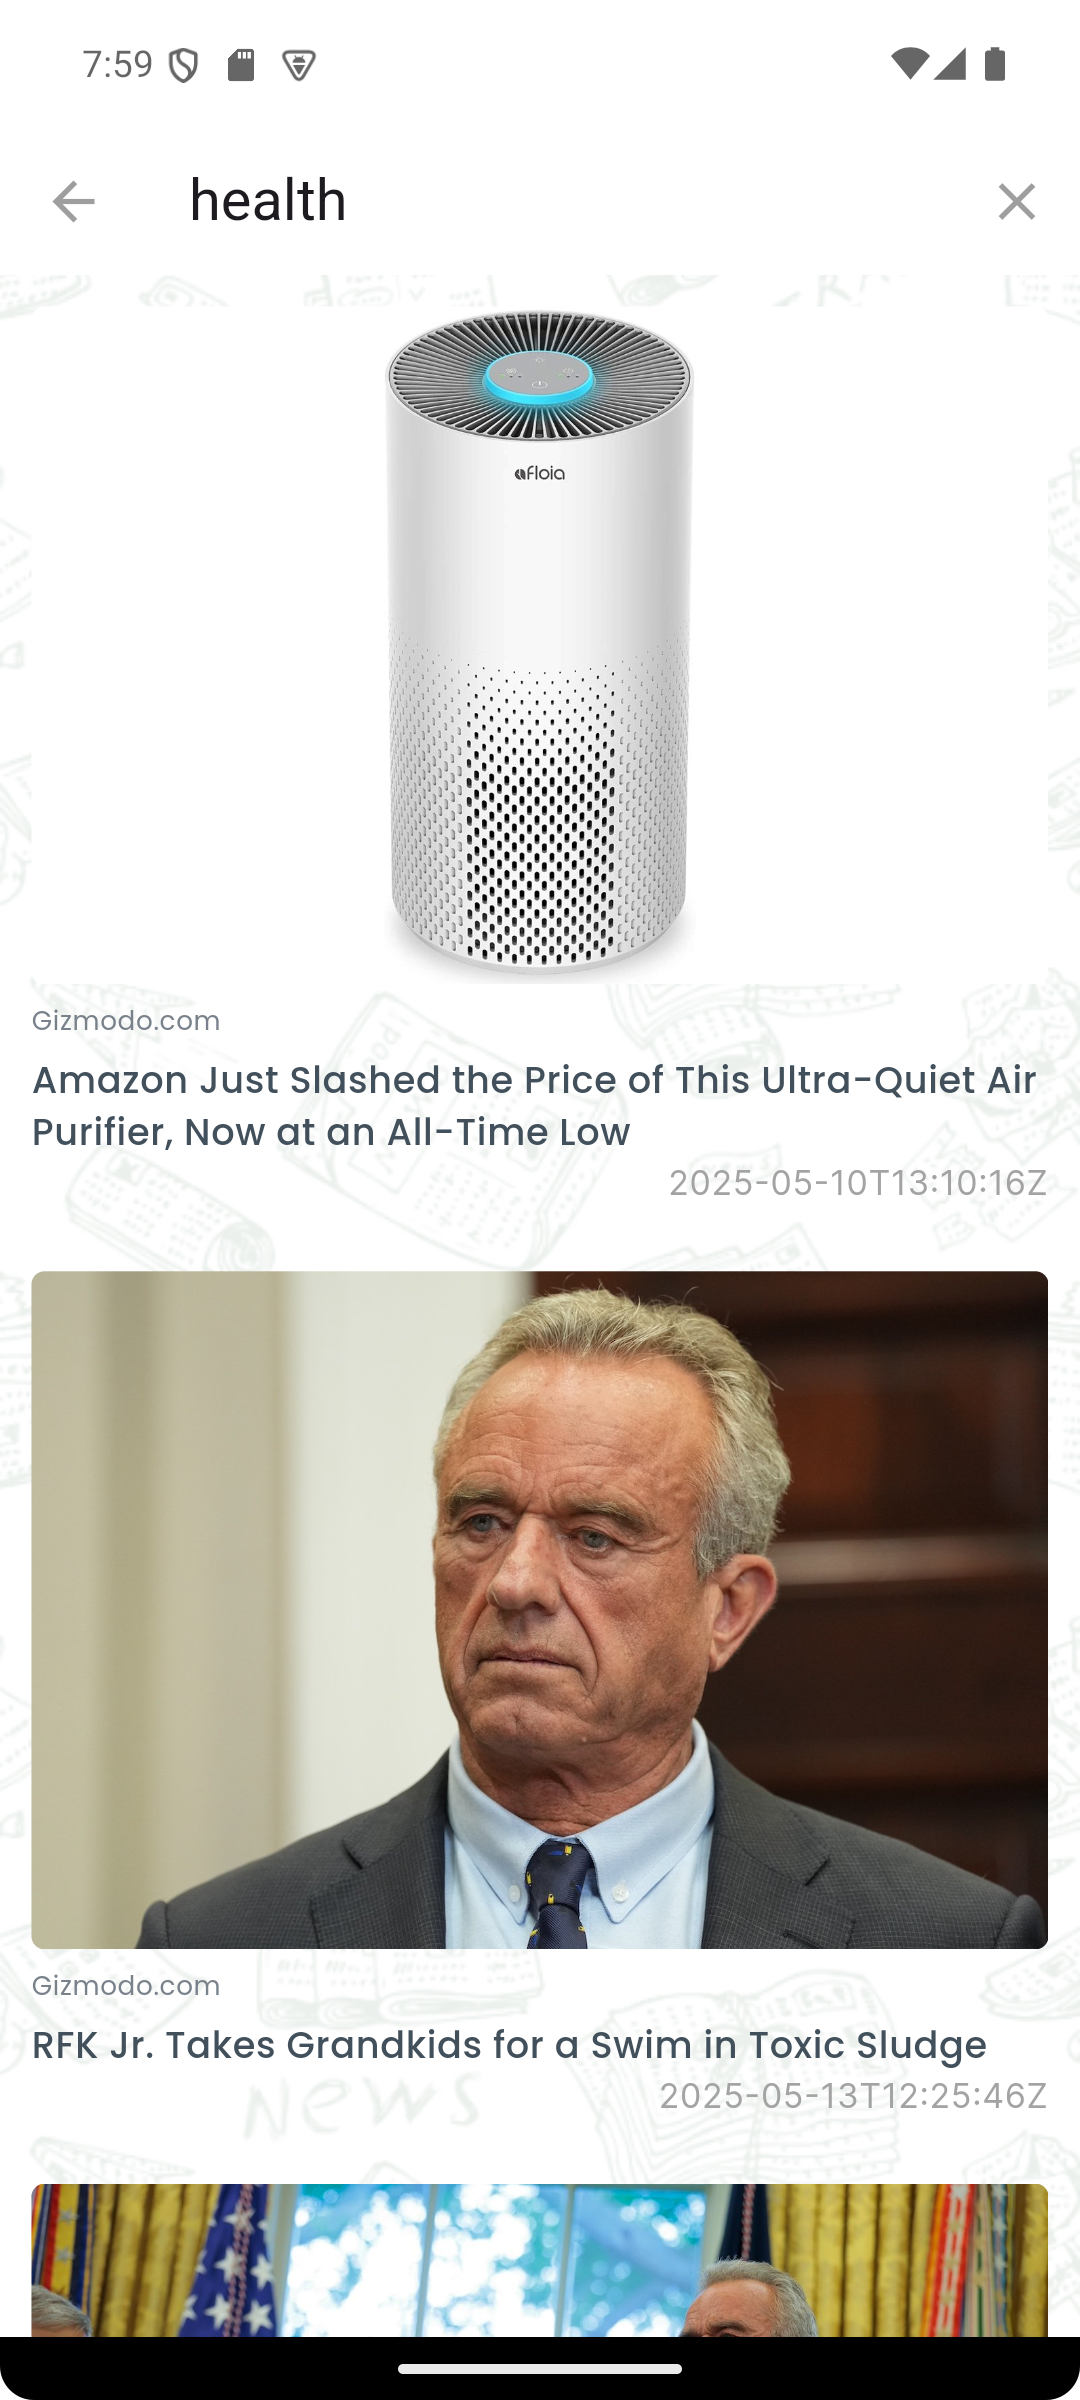 7:59
health
afloia
Gizmodo.com
Amazon Just Slashed the Price of This Ultra-Quiet Air
Purifier, Now at an All-Time Low
2025-05-10T13:10:16Z
Gizmodo.com
RFK Jr. Takes Grandkids for a Swim in Toxic Sludge
NEWS
2025-05-13T12:25:46Z